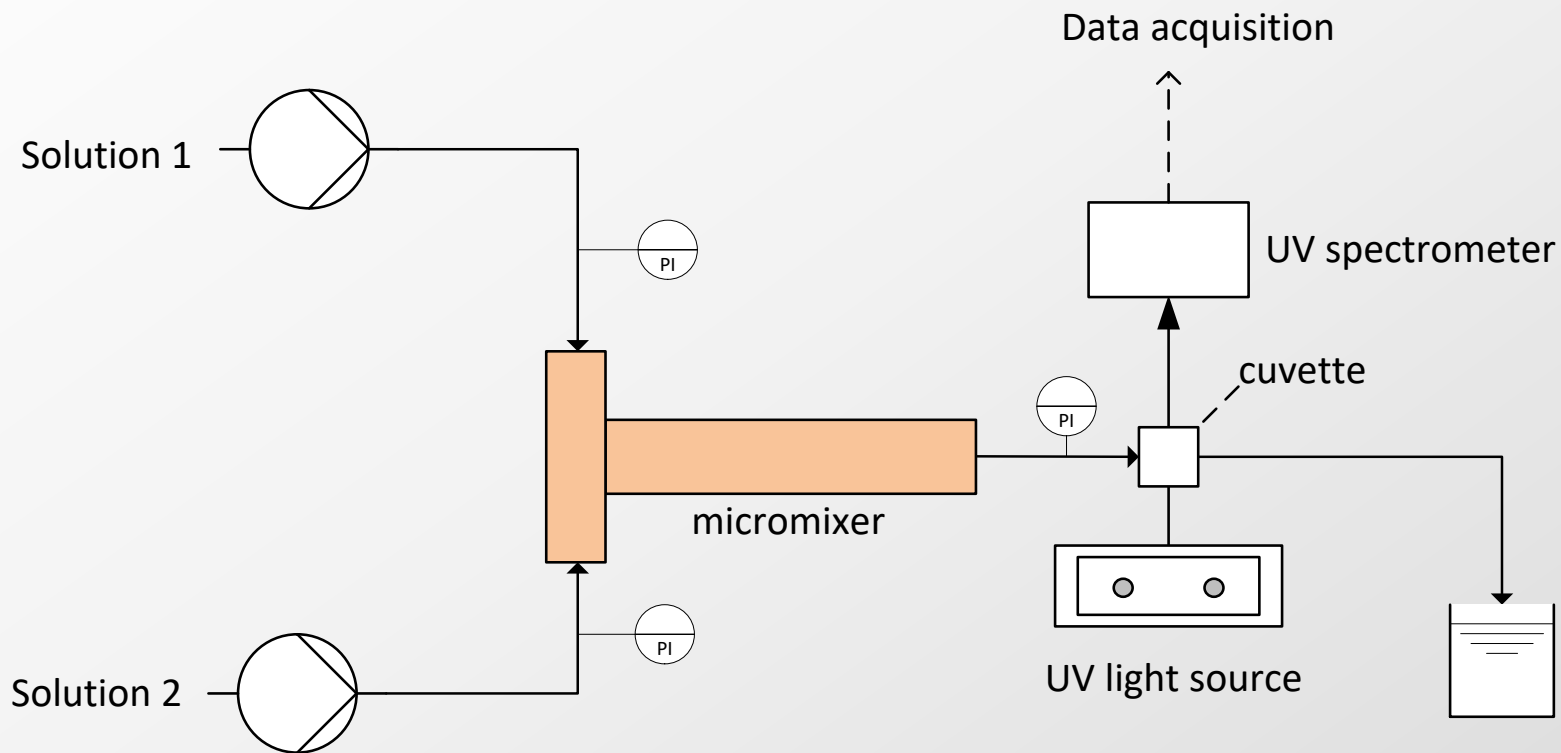 Data acquisition
Solution 1
PI
UV spectrometer
cuvette
PI
micromixer
PI
Solution 2
UV light source